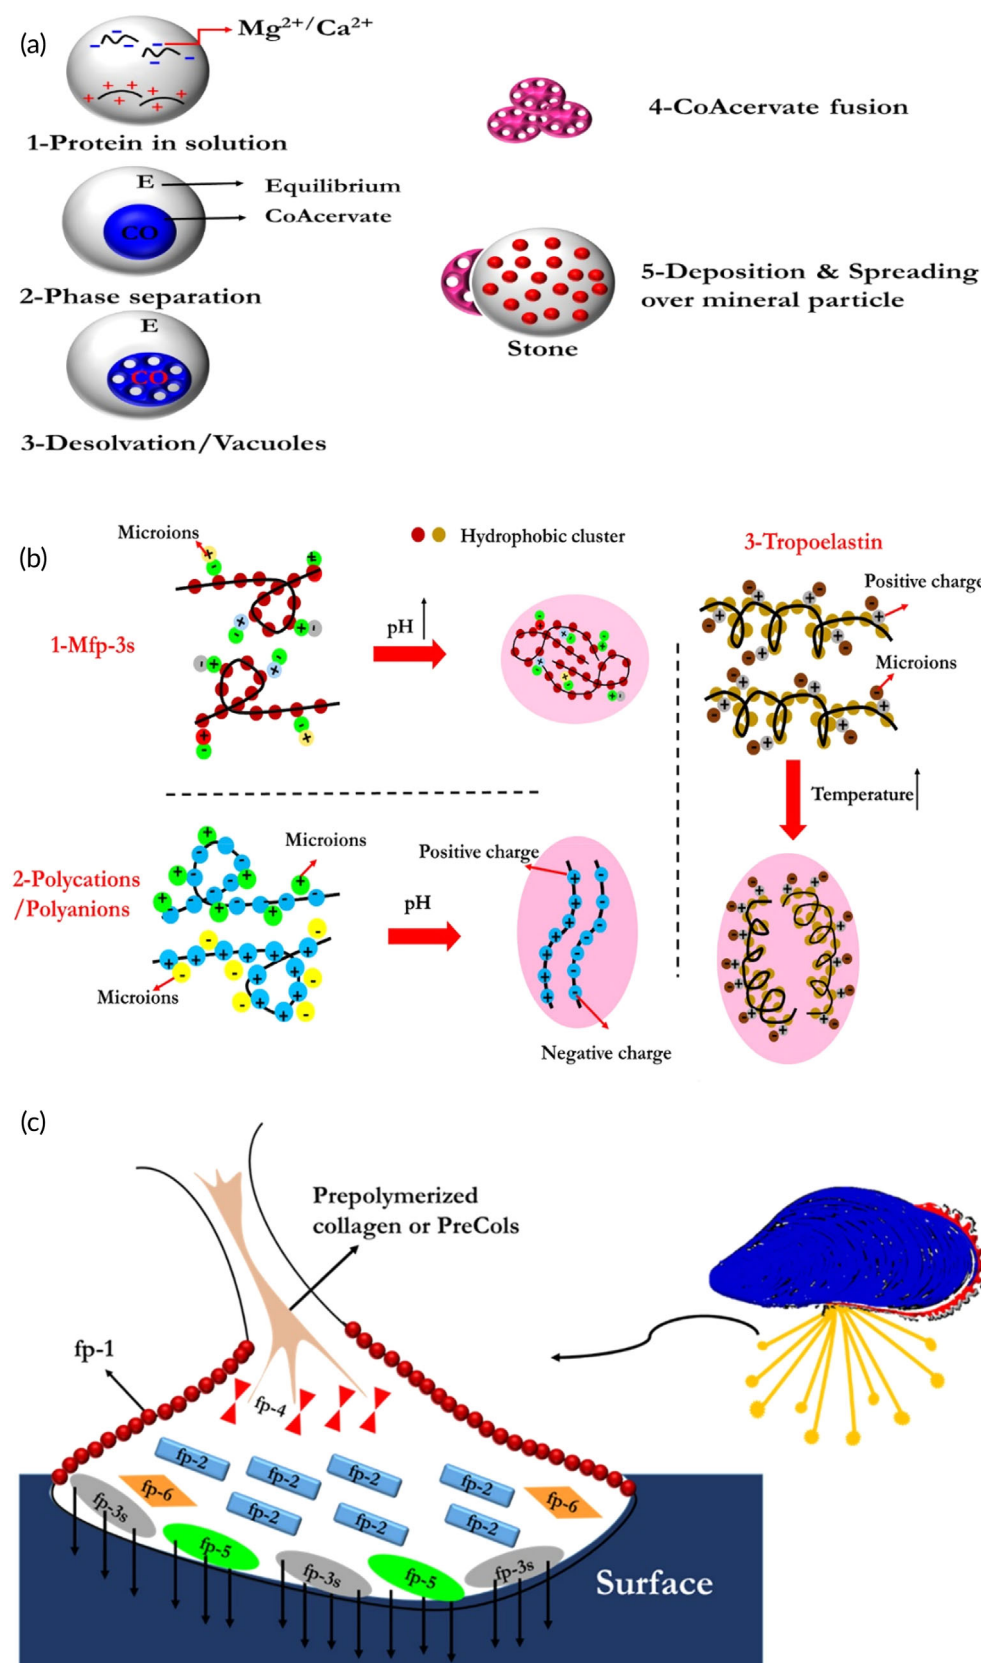 (a)
Mg²⁺/Ca²⁺
1-Protein in solution
E
Equilibrium
CoAcervate
CO
2-Phase separation
E
CO
3-Desolvation/Vacuoles
4-CoAcervate fusion
5-Deposition & Spreading
over mineral particle
Stone
(b)
Microions
Hydrophobic cluster
1-Mfp-3s
pH
3-Tropoelastin
Positive charge
Microions
Temperature
2-Polycations
/Polyanions
Microions
Microions
pH
Positive charge
Negative charge
(c)
Prepolymerized
collagen or PreCols
fp-1
fp-4
fp-2
fp-2
fp-2
fp-2
fp-6
fp-2
fp-2
fp-2
fp-6
fp-3s
fp-5
fp-3s
fp-5
fp-3s
Surface